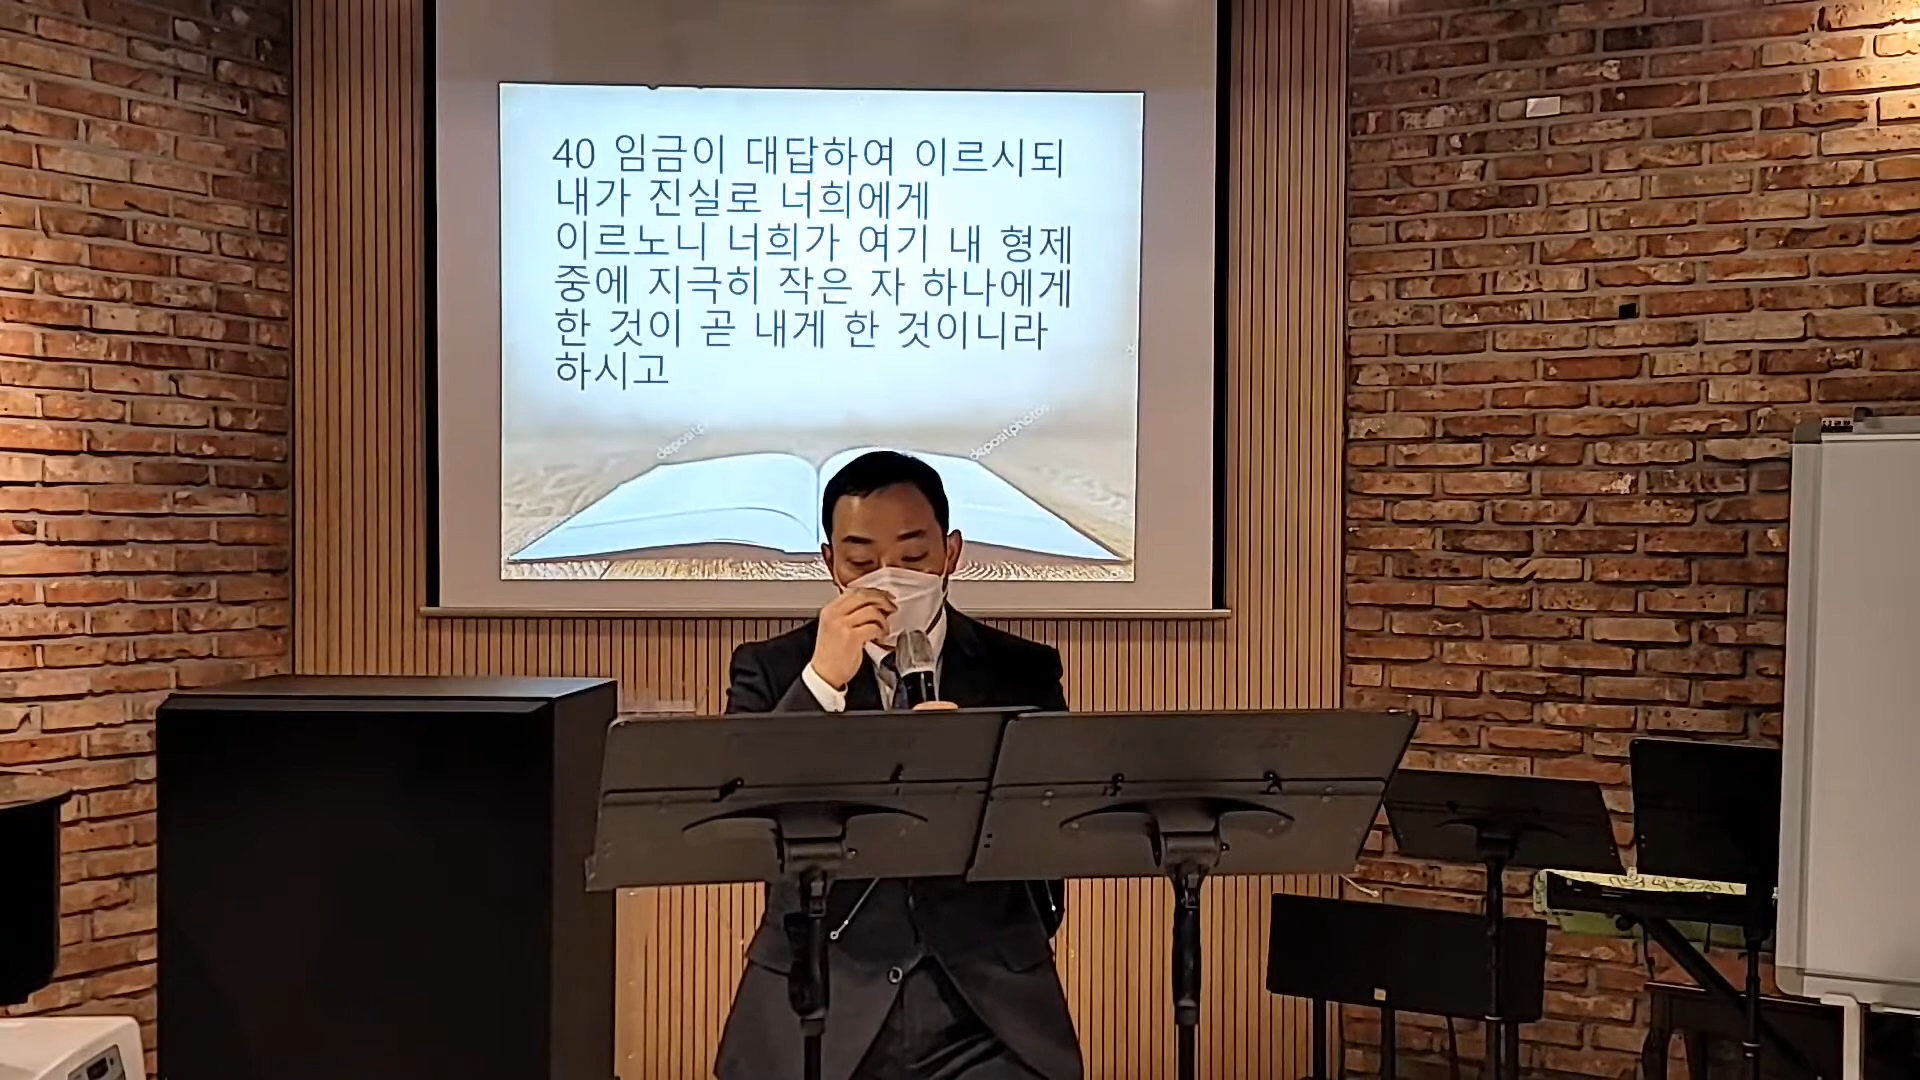 40 임금이 대답하여 이르시되
내가 진실로 너희에게
이르노니 너희가 여기 내 형제
중에 지극히 작은 자 하나에게
한 것이 곧 내게 한 것이니라
하시고
depositphotos